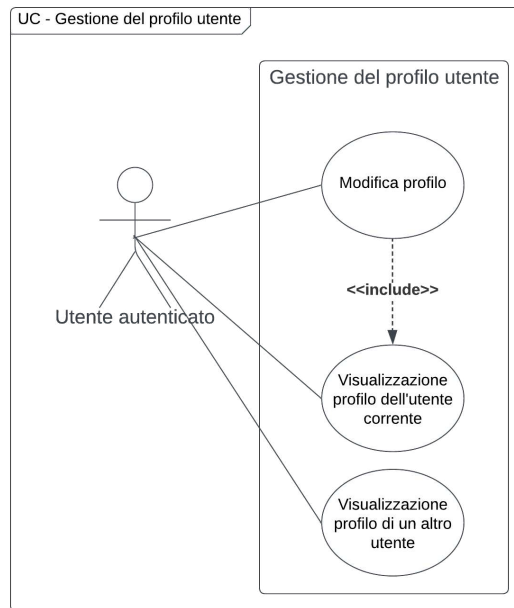 UC - Gestione del profilo utente
Gestione del profilo utente
Modifica profilo
<<include>>
Utente autenticato
Visualizzazione
profilo dell'utente
corrente
Visualizzazione
profilo di un altro
utente